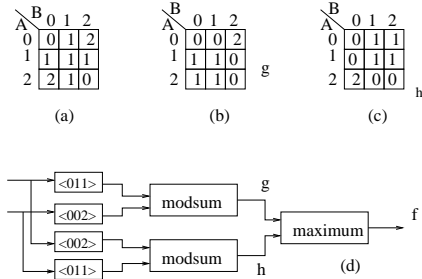 B
A
0 1 2
0 0 1 2
1 1 1 1
2 2 1 0
(a)
B
A
0 1 2
0 0 0 2
1 1 1 0
2 1 1 0
g
(b)
B
A
0 1 2
0 0 1 1
1 0 1 1
2 2 0 0
h
(c)
<011>
<002>
modsum
g
<002>
<011>
modsum
h
maximum
f
(d)